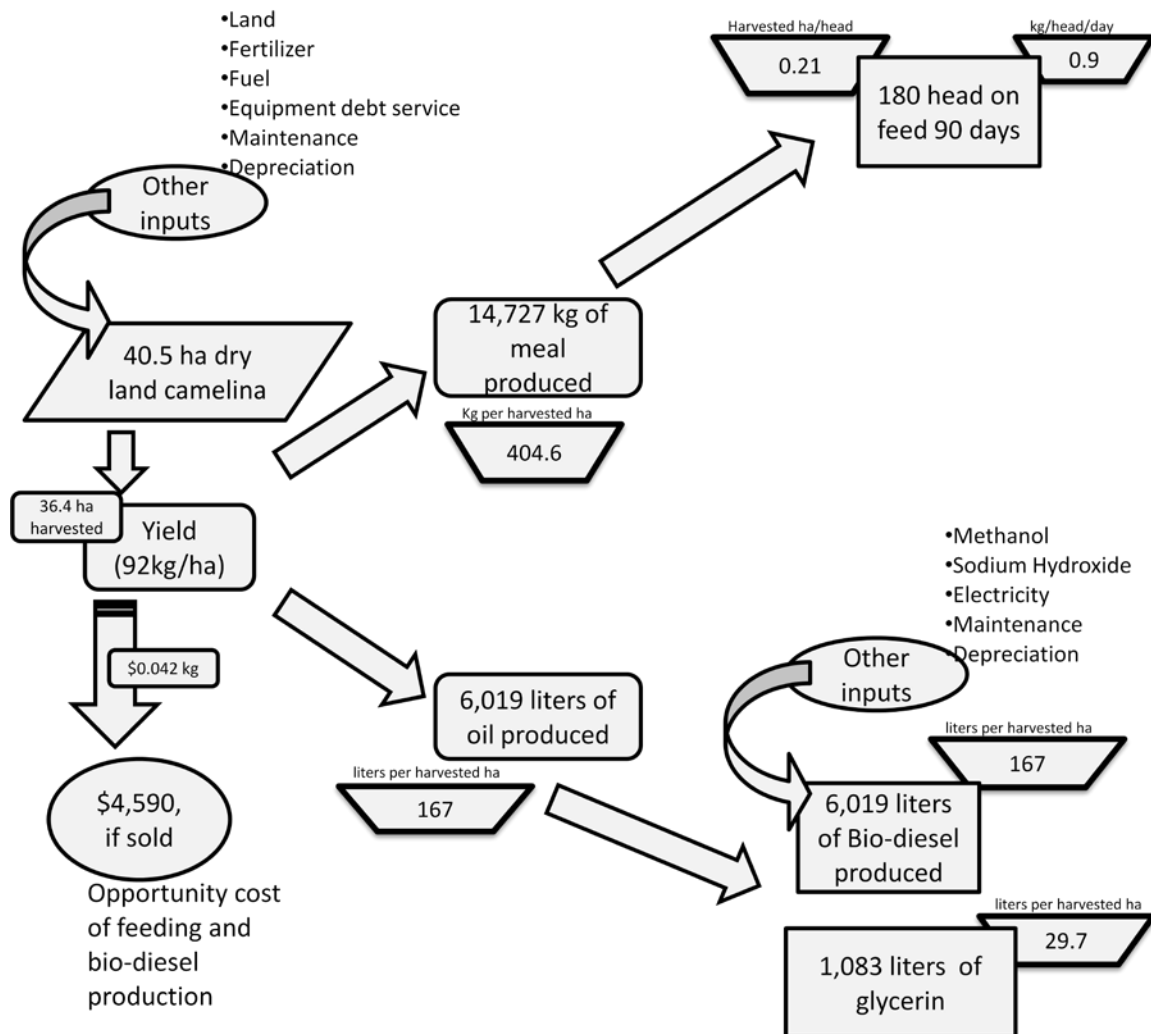 •Land
•Fertilizer
•Fuel
•Equipment debt service
•Maintenance
•Depreciation
Other
inputs
40.5 ha dry
land camelina
36.4 ha
harvested
Yield
(92kg/ha)
$0.042 kg
$4,590,
if sold
Opportunity cost
of feeding and
bio-diesel
production
Harvested ha/head
0.21
kg/head/day
0.9
180 head on
feed 90 days
14,727 kg of
meal
produced
Kg per harvested ha
404.6
6,019 liters of
oil produced
liters per harvested ha
167
•Methanol
•Sodium Hydroxide
•Electricity
•Maintenance
•Depreciation
Other
inputs
liters per harvested ha
167
6,019 liters
of Bio-diesel
produced
liters per harvested ha
29.7
1,083 liters  of
glycerin